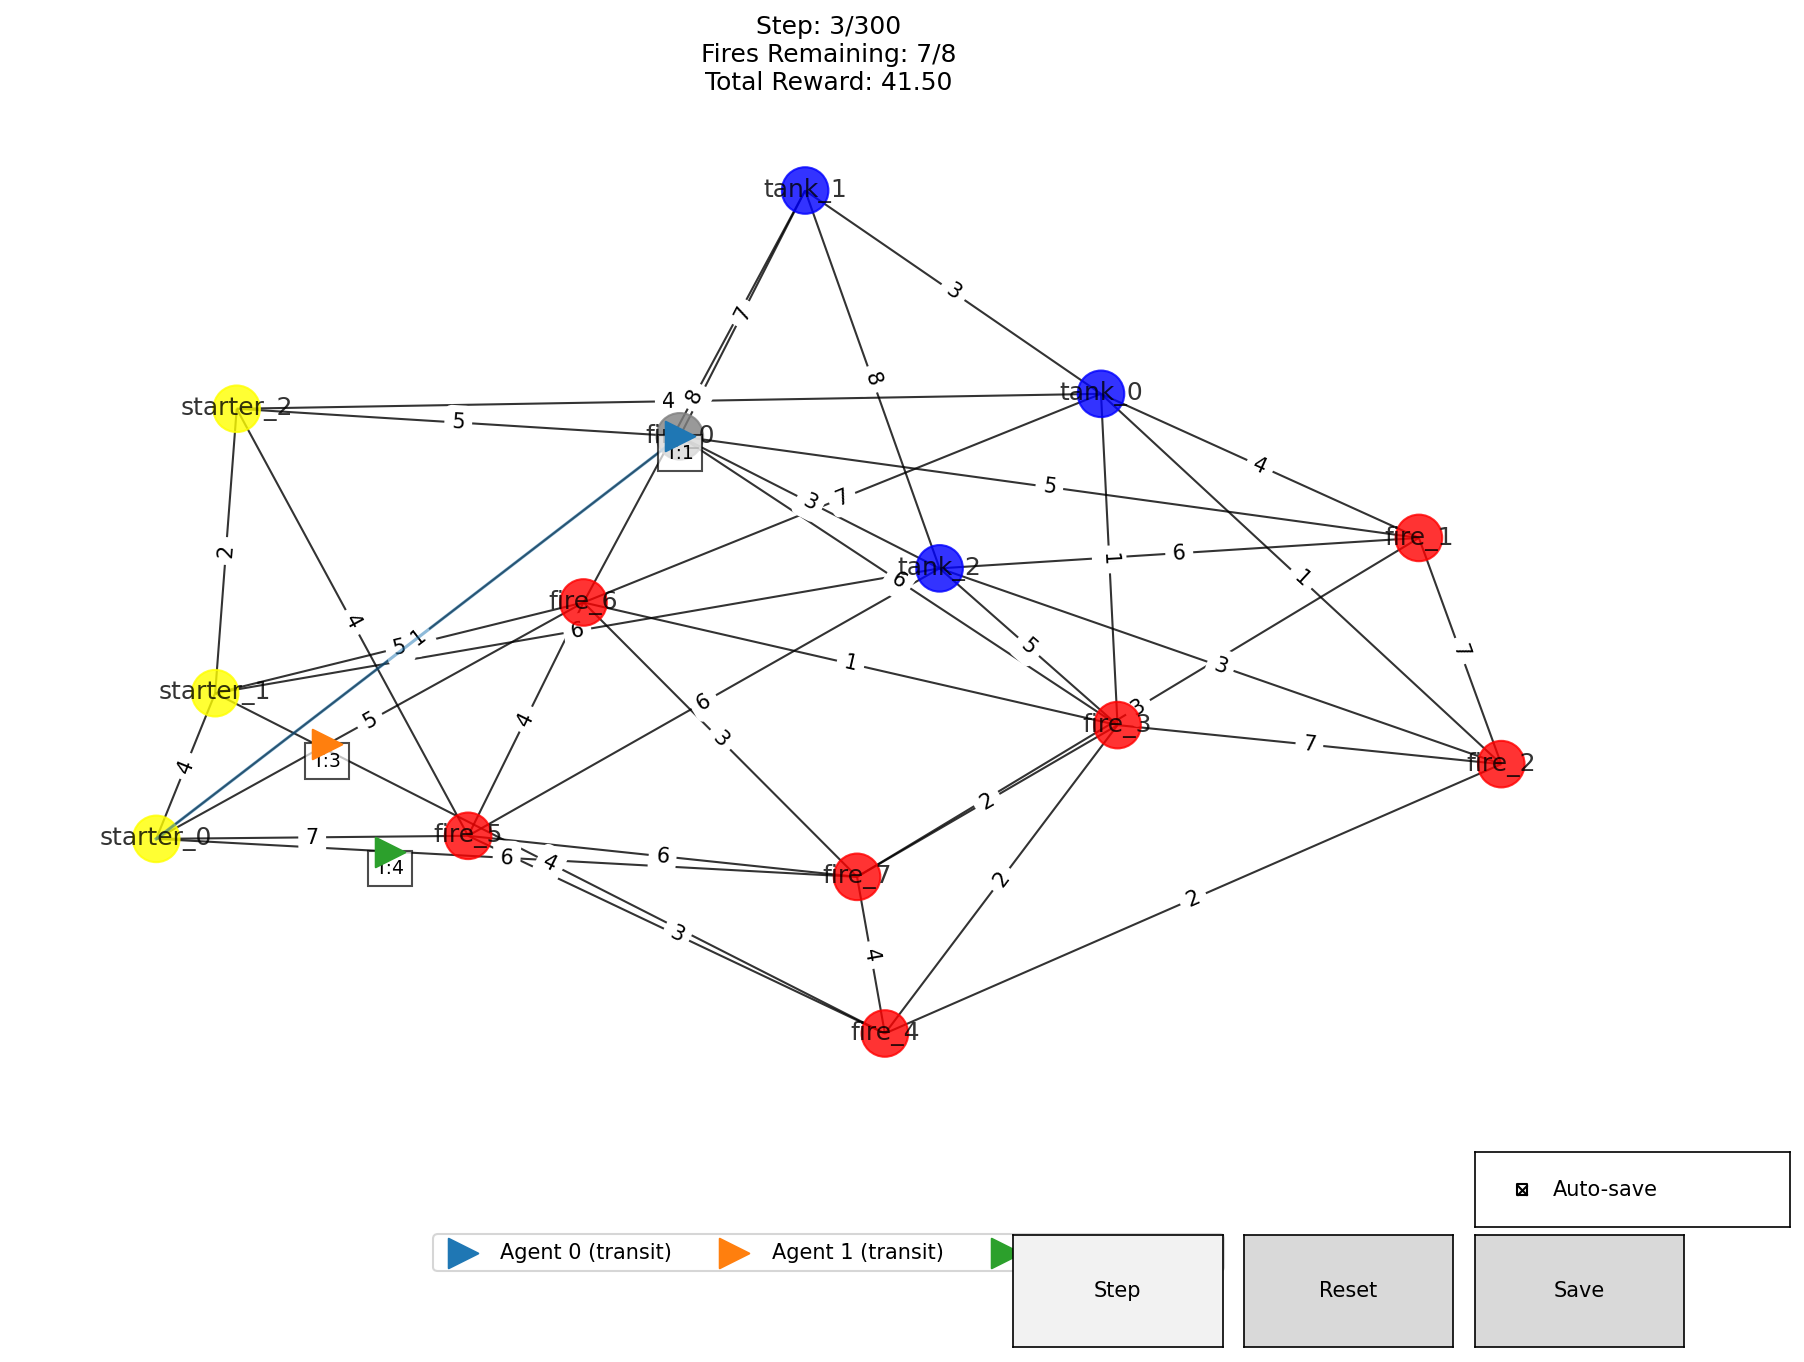 Step: 3/300
Fires Remaining: 7/8
Total Reward: 41.50
tank_1
3
7
8
8
tank_0
starter_2
4
5
4
5
3
7
fire_1
2
1
6
tank_2
6
1
fire_6
4
6
5
1
5
7
3
1
starter_1
6
3
5
4
3
fire_3
7
fire_2
4
T:3
2
starter_0
7
fire_5
T:4
6
4
6
fire_7
2
2
3
4
fire_4
Auto-save
Agent 0 (transit)
Agent 1 (transit)
Step
Reset
Save